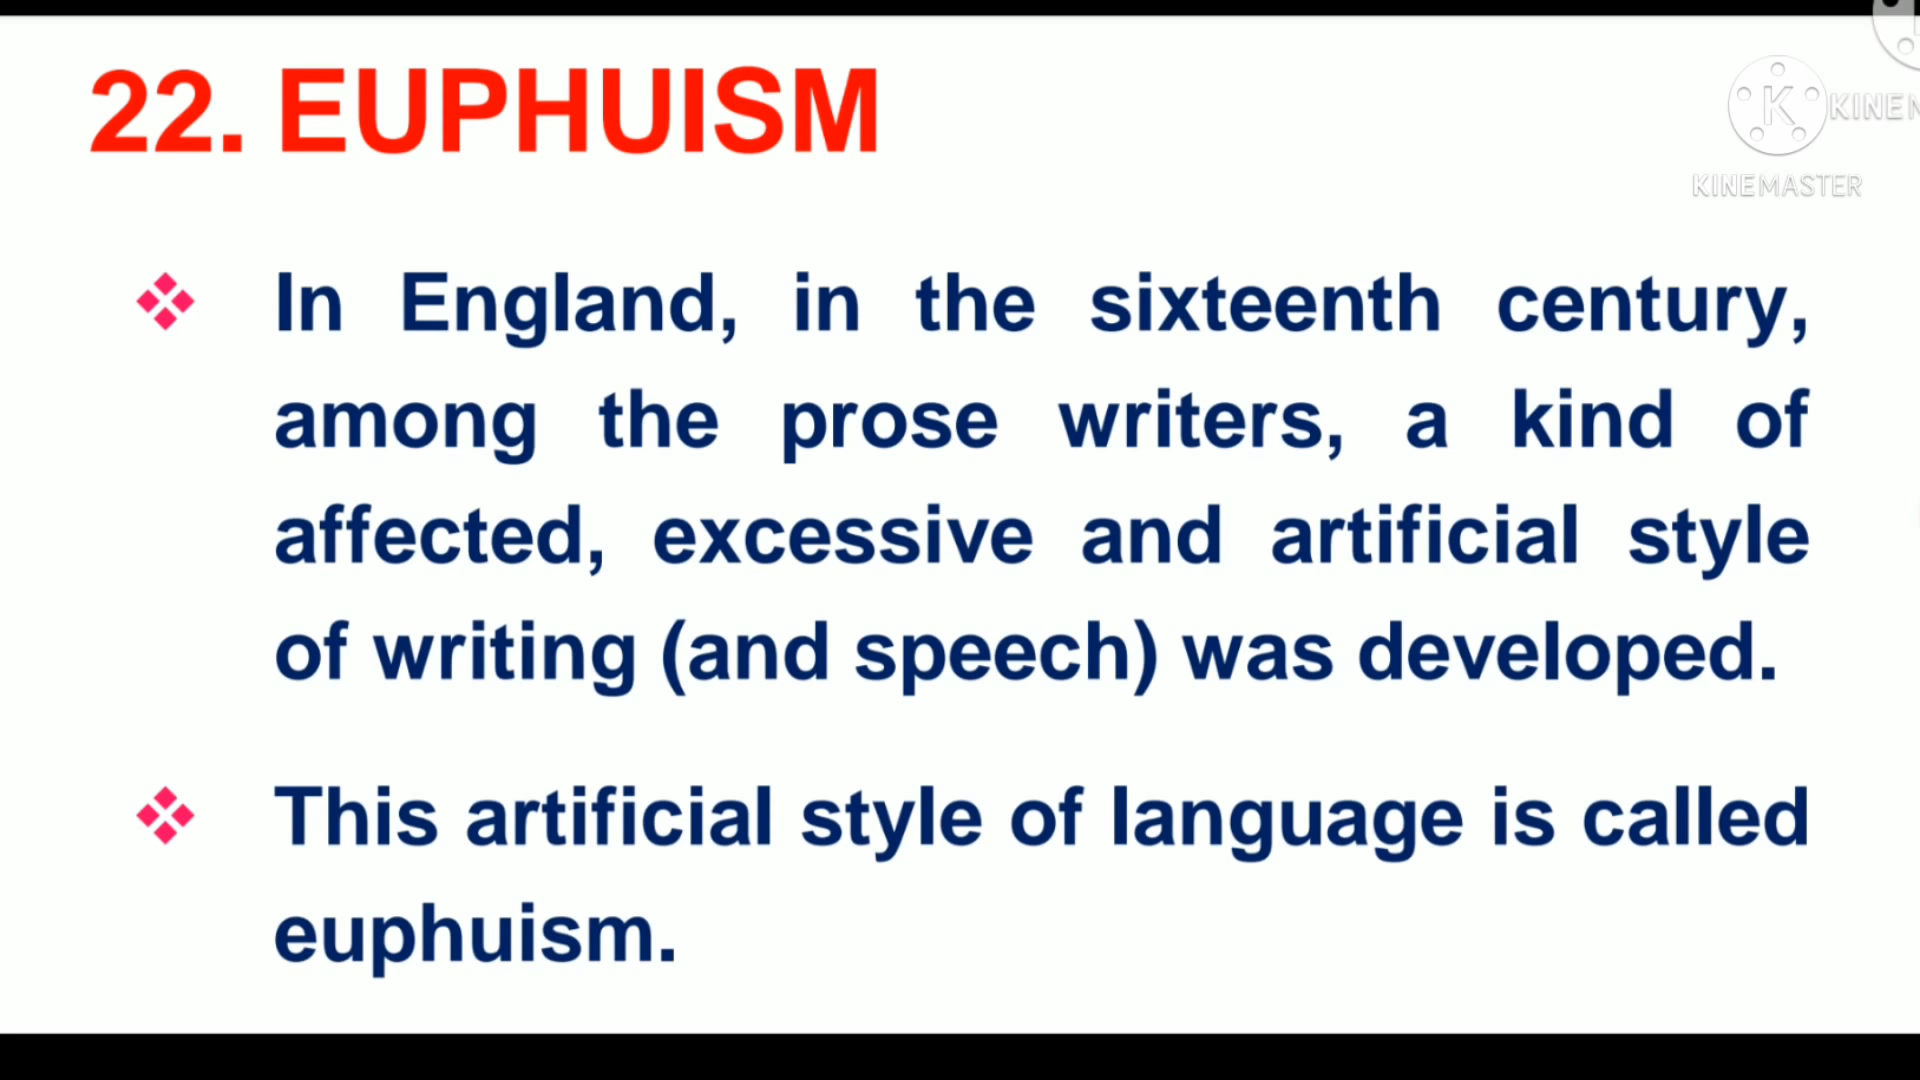 22. EUPHUISM
KINEM
KINEMASTER
In England, in the sixteenth century,
among the prose writers, a kind of
affected, excessive and artificial style
of writing (and speech) was developed.
This artificial style of language is called
euphuism.